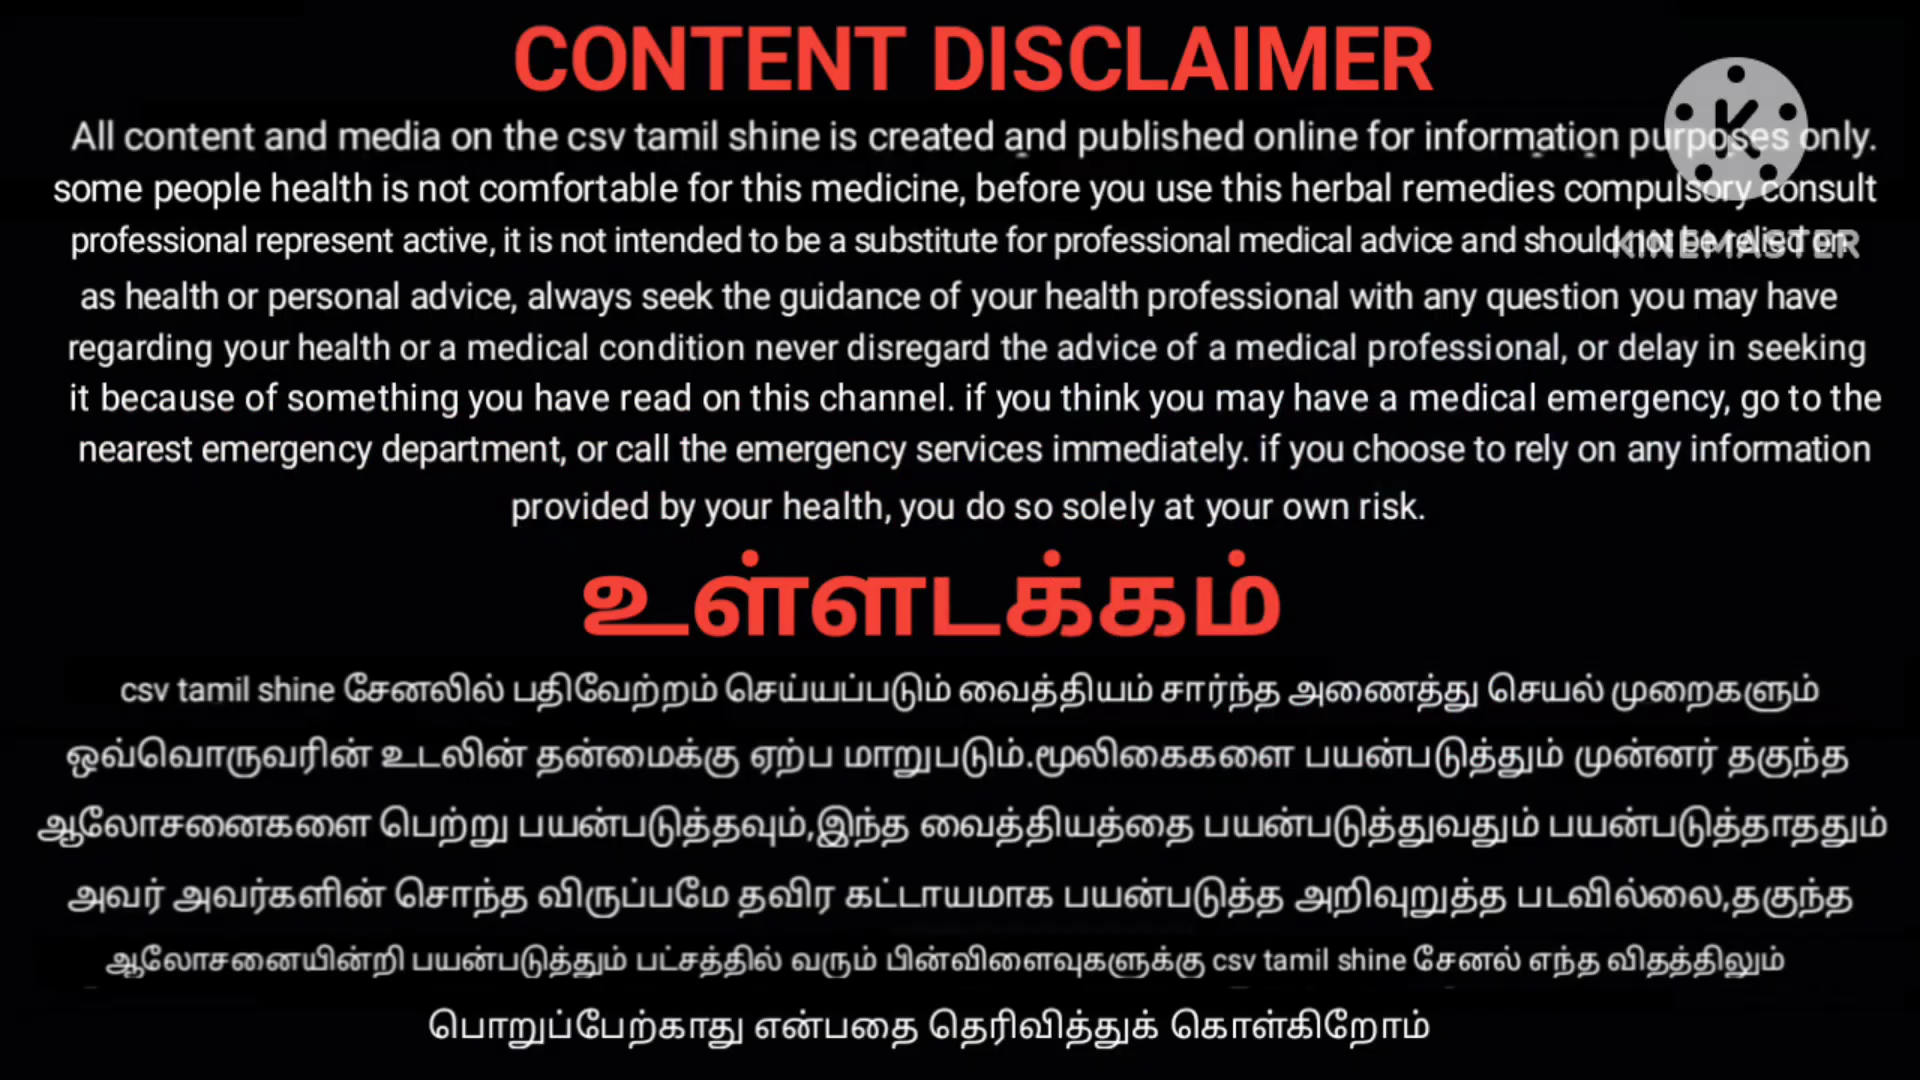 CONTENT DISCLAIMER
All content and media on the csv tamil shine is created and published online for information purposes only.
some people health is not comfortable for this medicine, before you use this herbal remedies compulsory consult
professional represent active, it is not intended to be a substitute for professional medical advice and should not be relied on
KINEMASTER
as health or personal advice, always seek the guidance of your health professional with any question you may have
regarding your health or a medical condition never disregard the advice of a medical professional, or delay in seeking
it because of something you have read on this channel. if you think you may have a medical emergency, go to the
nearest emergency department, or call the emergency services immediately. if you choose to rely on any information
provided by your health, you do so solely at your own risk.
உள்ளடக்கம்
csv tamil shine சேனலில் பதிவேற்றம் செய்யப்படும் வைத்தியம் சார்ந்த அணைத்து செயல் முறைகளும்
ஒவ்வொருவரின் உடலின் தன்மைக்கு ஏற்ப மாறுபடும்.மூலிகைகளை பயன்படுத்தும் முன்னர் தகுந்த
ஆலோசனைகளை பெற்று பயன்படுத்தவும்,இந்த வைத்தியத்தை பயன்படுத்துவதும் பயன்படுத்தாததும்
அவர் அவர்களின் சொந்த விருப்பமே தவிர கட்டாயமாக பயன்படுத்த அறிவுறுத்த படவில்லை,தகுந்த
ஆலோசனையின்றி பயன்படுத்தும் பட்சத்தில் வரும் பின்விளைவுகளுக்கு csv tamil shine சேனல் எந்த விதத்திலும்
பொறுப்பேற்காது என்பதை தெரிவித்துக் கொள்கிறோம்